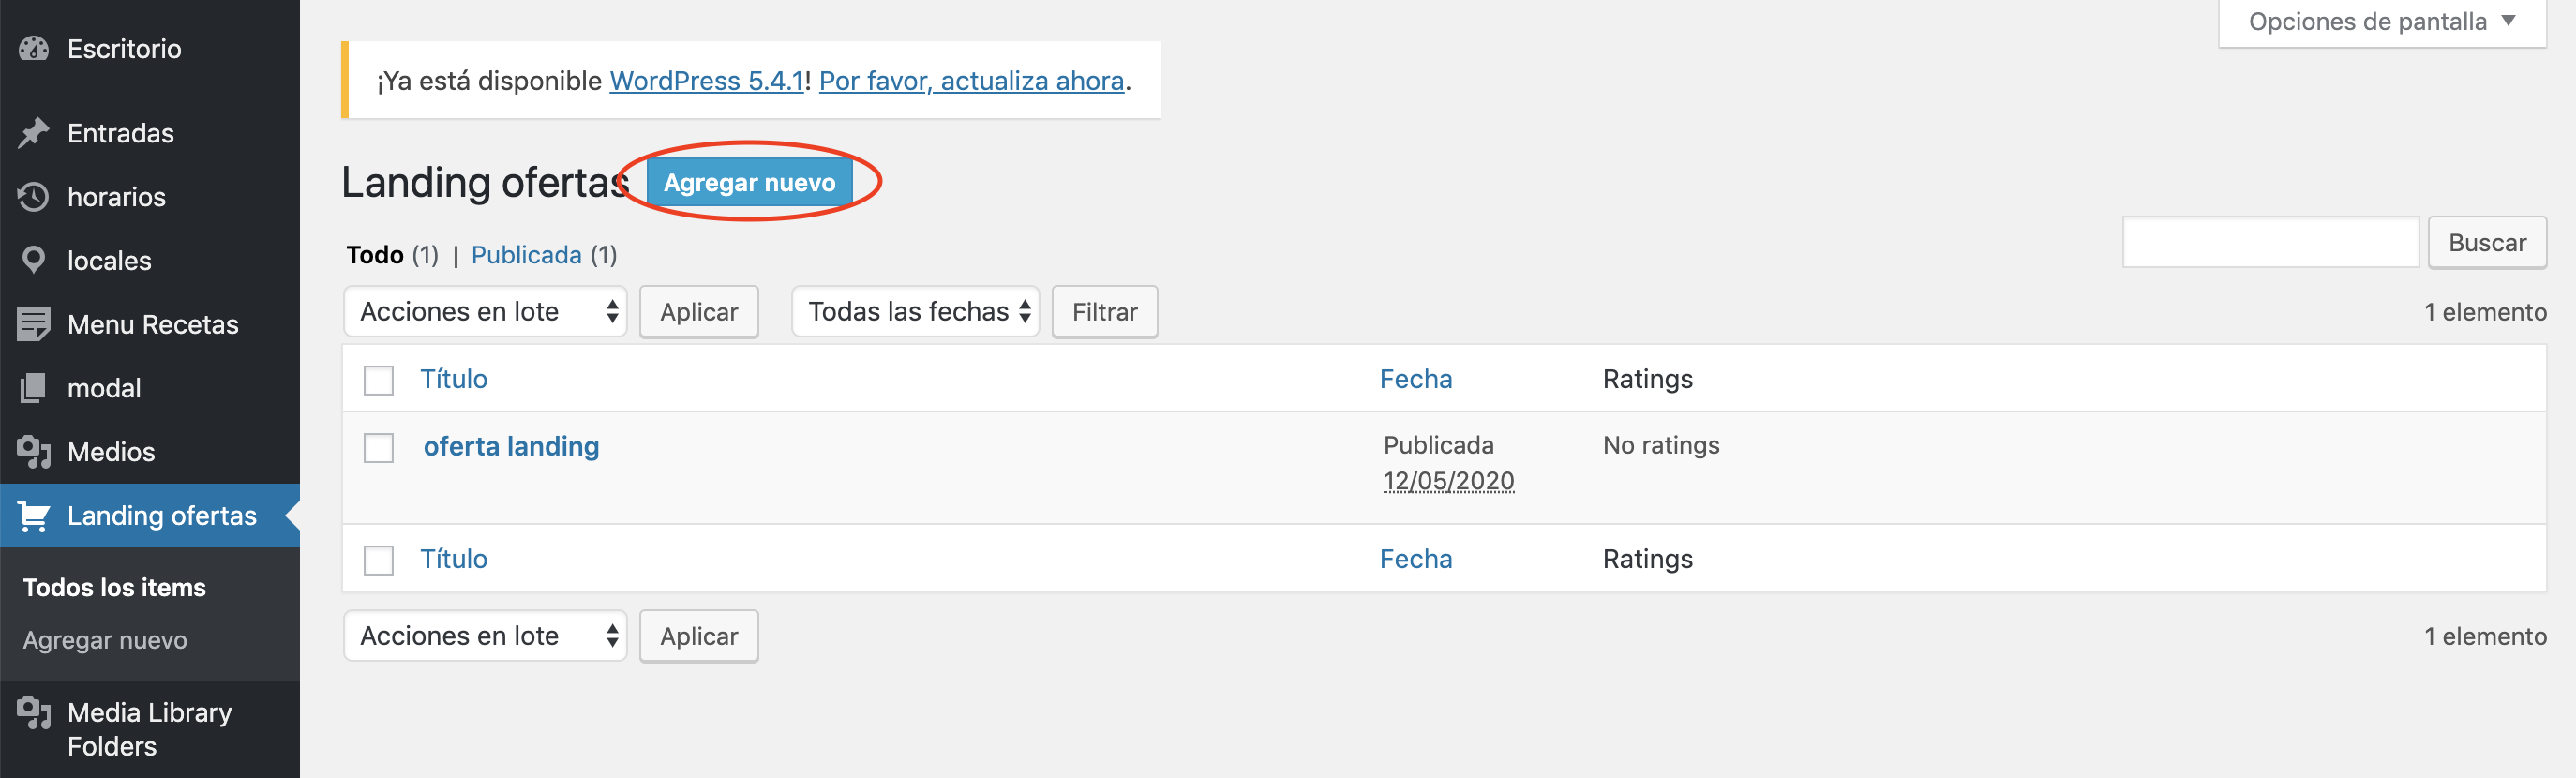 Escritorio
Entradas
horarios
locales
Menu Recetas
modal
Medios
Landing ofertas
Todos los items
Agregar nuevo
Media Library
Folders
Opciones de pantalla
¡Ya está disponible WordPress 5.4.1! Por favor, actualiza ahora.
Landing ofertas Agregar nuevo
Todo (1) | Publicada (1)
Buscar
Acciones en lote Aplicar Todas las fechas Filtrar 1 elemento
Título Fecha Ratings
oferta landing Publicada No ratings
12/05/2020
Título Fecha Ratings
Acciones en lote Aplicar 1 elemento